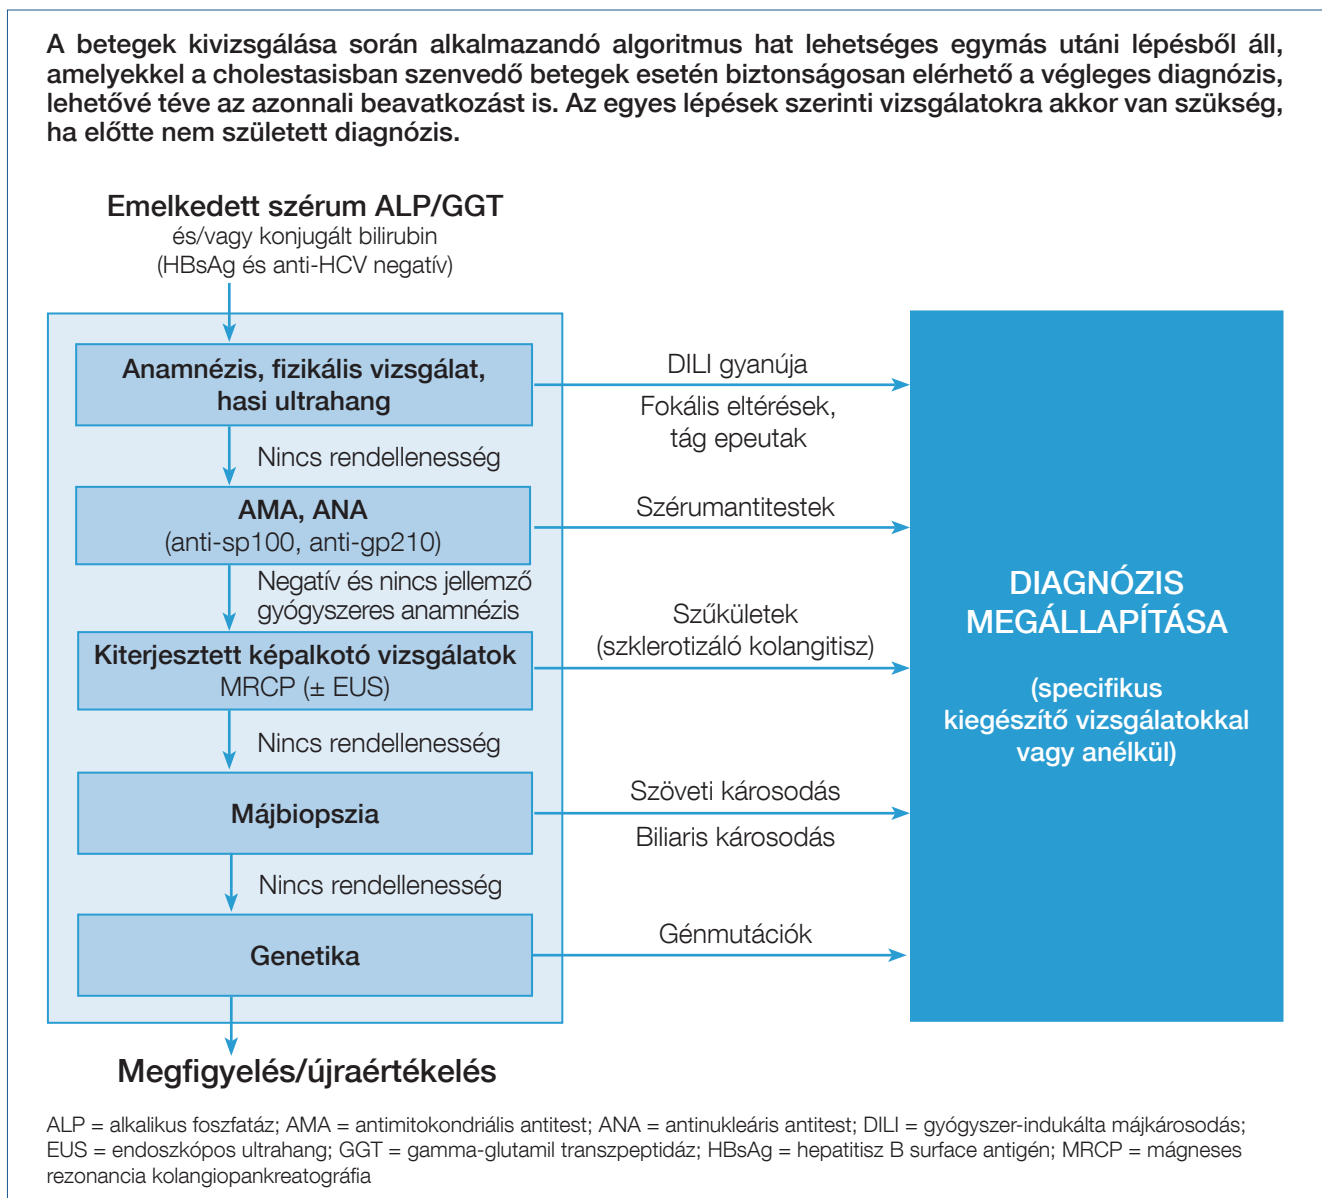 A betegek kivizsgálása során alkalmazandó algoritmus hat lehetséges egymás utáni lépésből áll,
amelyekkel a cholestasisban szenvedő betegek esetén biztonságosan elérhető a végleges diagnózis,
lehetővé téve az azonnali beavatkozást is. Az egyes lépések szerinti vizsgálatokra akkor van szükség,
ha előtte nem született diagnózis.
Emelkedett szérum ALP/GGT
és/vagy konjugált bilirubin
(HBsAg és anti-HCV negatív)
Anamnézis, fizikális vizsgálat,
hasi ultrahang
DILI gyanúja
Fokális eltérések,
tág epeutak
Nincs rendellenesség
AMA, ANA
(anti-sp100, anti-gp210)
Szérumantitestek
Negatív és nincs jellemző
gyógyszeres anamnézis
Kiterjesztett képalkotó vizsgálatok
MRCP (± EUS)
Szűkületek
(szklerotizáló kolangitisz)
Nincs rendellenesség
Májbiopszia
Szöveti károsodás
Biliaris károsodás
Nincs rendellenesség
Genetika
Génmutációk
DIAGNÓZIS
MEGÁLLAPÍTÁSA
(specifikus
kiegészítő vizsgálatokkal
vagy anélkül)
Megfigyelés/újraértékelés
ALP = alkalikus foszfatáz; AMA = antimitokondriális antitest; ANA = antinukleáris antitest; DILI = gyógyszer-indukálta májkárosodás;
EUS = endoszkópos ultrahang; GGT = gamma-glutamil transzpeptidáz; HBsAg = hepatitisz B surface antigén; MRCP = mágneses
rezonancia kolangiopankreatográfia